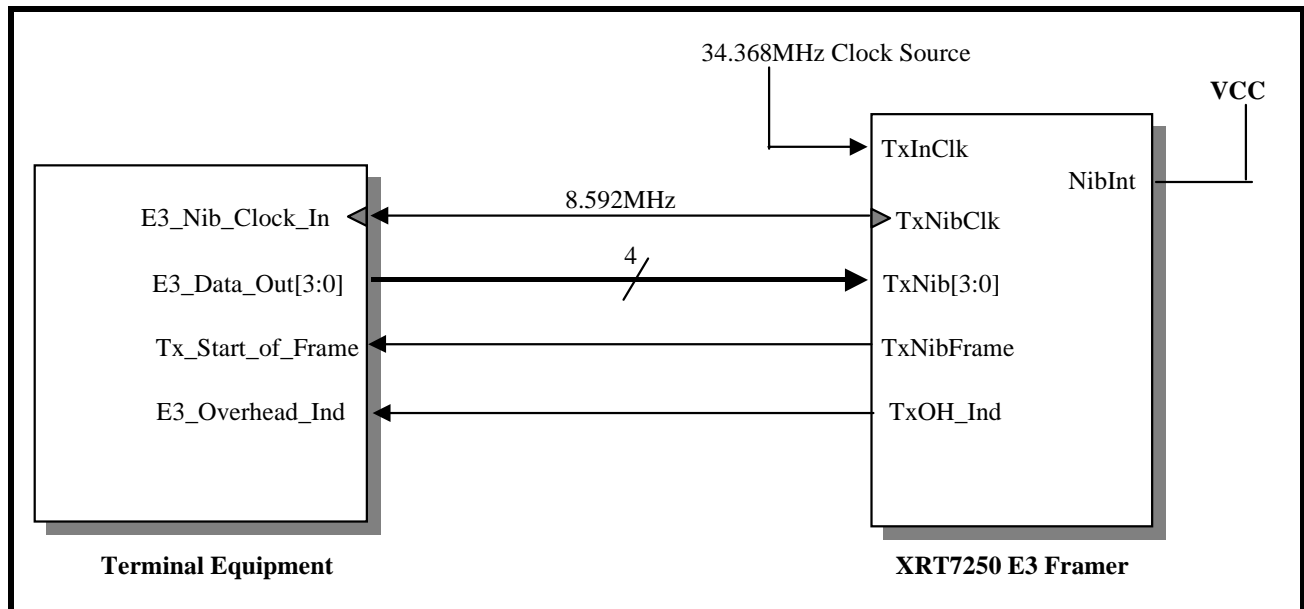 34.368MHz Clock Source
VCC
TxInClk
NibInt
8.592MHz
E3_Nib_Clock_In
TxNibClk
4
E3_Data_Out[3:0]
TxNib[3:0]
Tx_Start_of_Frame
TxNibFrame
E3_Overhead_Ind
TxOH_Ind
Terminal Equipment
XRT7250 E3 Framer